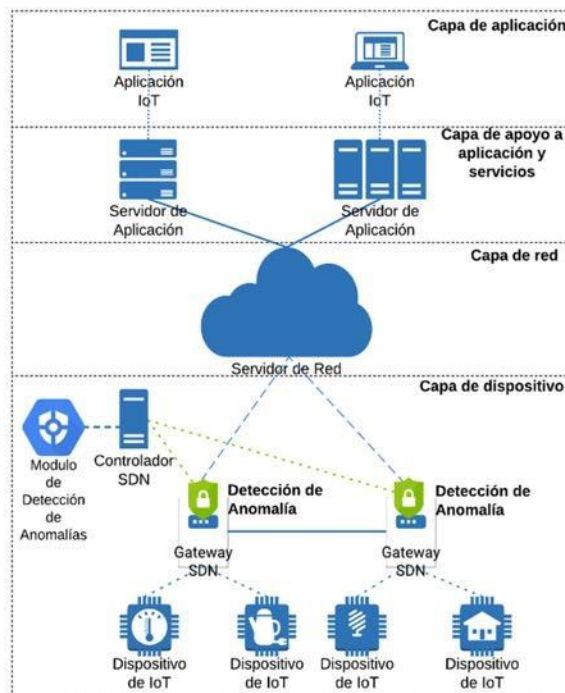 Capa de aplicación
Aplicación
IoT
Aplicación
IoT
Capa de apoyo a
aplicación y
servicios
Servidor de
Aplicación
Servidor de
Aplicación
Capa de red
Servidor de Red
Capa de dispositivo
Modulo
de
Detección
de
Anomalías
Controlador
SDN
Detección de
Anomalía
Detección de
Anomalía
Gateway
SDN
Gateway
SDN
Dispositivo
de IoT
Dispositivo
de IoT
Dispositivo
de IoT
Dispositivo
de IoT